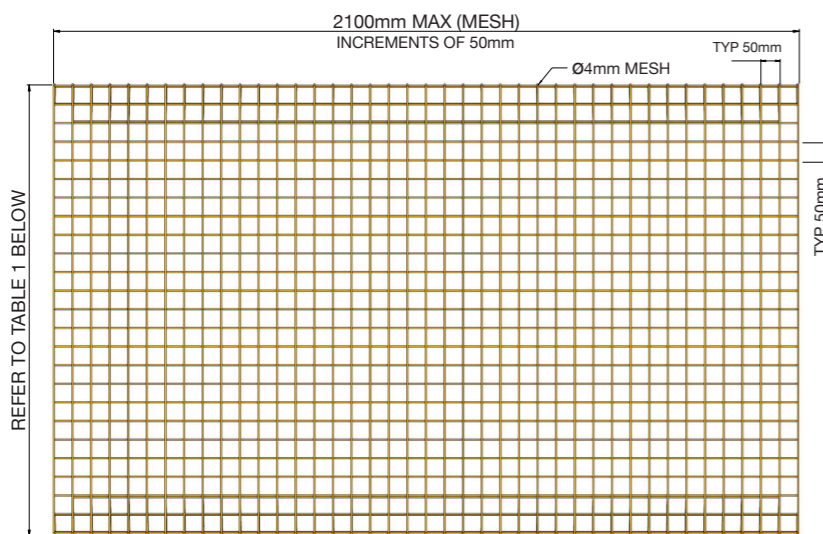 2100mm MAX (MESH)
INCREMENTS OF 50mm
TYP 50mm
Ø4mm MESH
REFER TO TABLE 1 BELOW
TYP 50mm